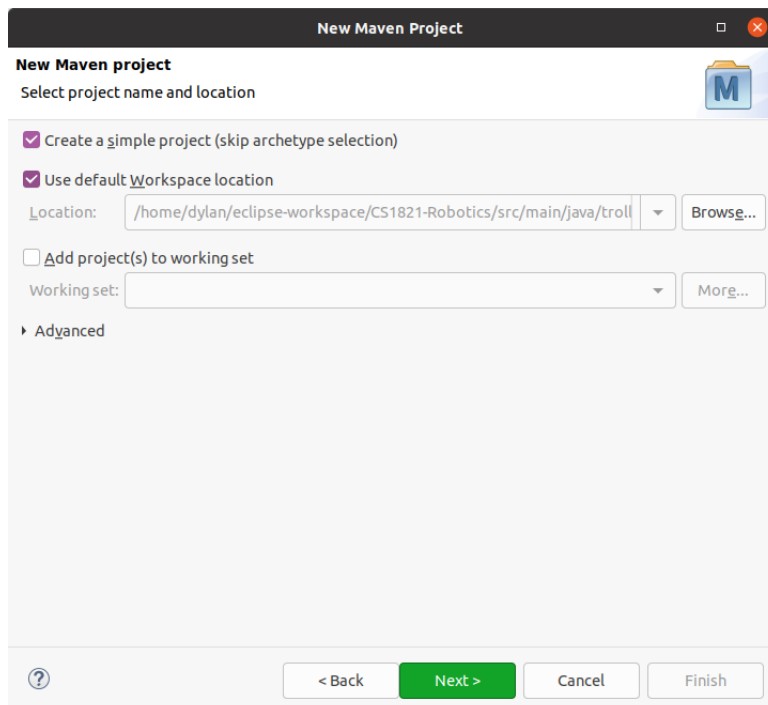 New Maven Project
New Maven project
Select project name and location
M
Create a simple project (skip archetype selection)
Use default Workspace location
Location: /home/dylan/eclipse-workspace/CS1821-Robotics/src/main/java/troll Browse...
Add project(s) to working set
Working set: More...
Advanced
? < Back Next > Cancel Finish